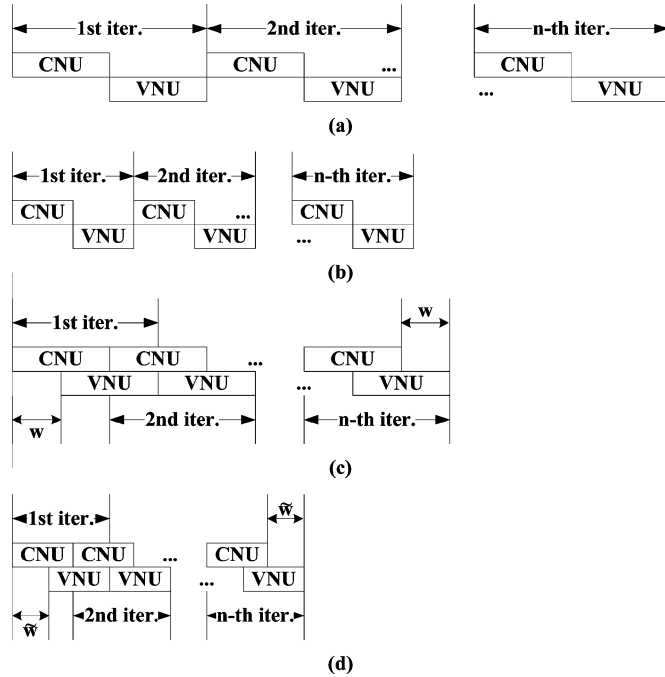 1st iter. 2nd iter. n-th iter.
CNU CNU ... CNU
VNU VNU ... VNU
(a)
1st iter. 2nd iter. n-th iter.
CNU CNU ... CNU
VNU VNU ... VNU
(b)
1st iter. w
CNU CNU ... CNU
VNU VNU ... VNU
w 2nd iter. n-th iter.
(c)
1st iter. w̃
CNU CNU ... CNU
VNU VNU ... VNU
w̃ 2nd iter. n-th iter.
(d)